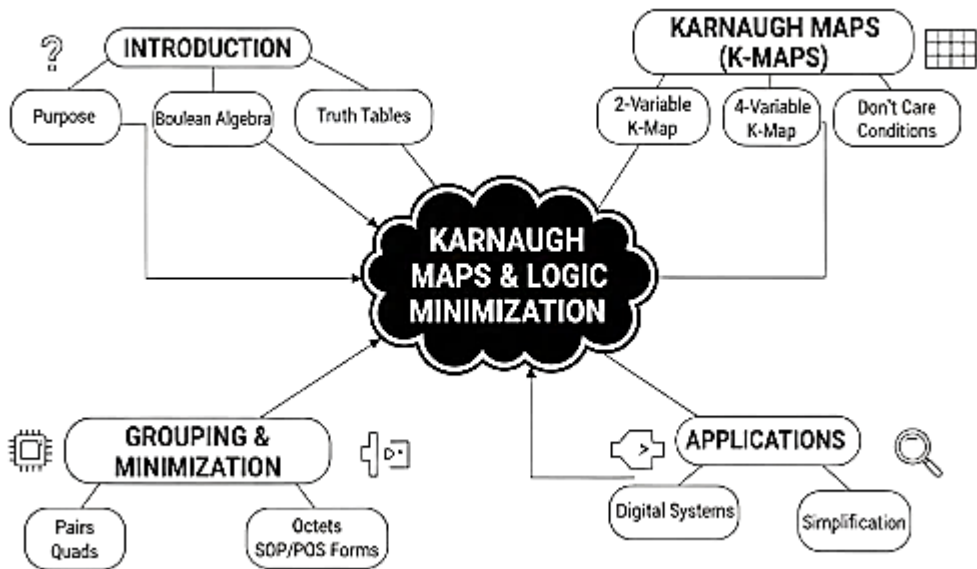 ?
INTRODUCTION
Purpose
Boulean Algebra
Truth Tables
KARNAUGH MAPS
(K-MAPS)
2-Variable
K-Map
4-Variable
K-Map
Don't Care
Conditions
KARNAUGH
MAPS & LOGIC
MINIMIZATION
GROUPING &
MINIMIZATION
Pairs
Quads
Octets
SOP/POS Forms
APPLICATIONS
Digital Systems
Simplification